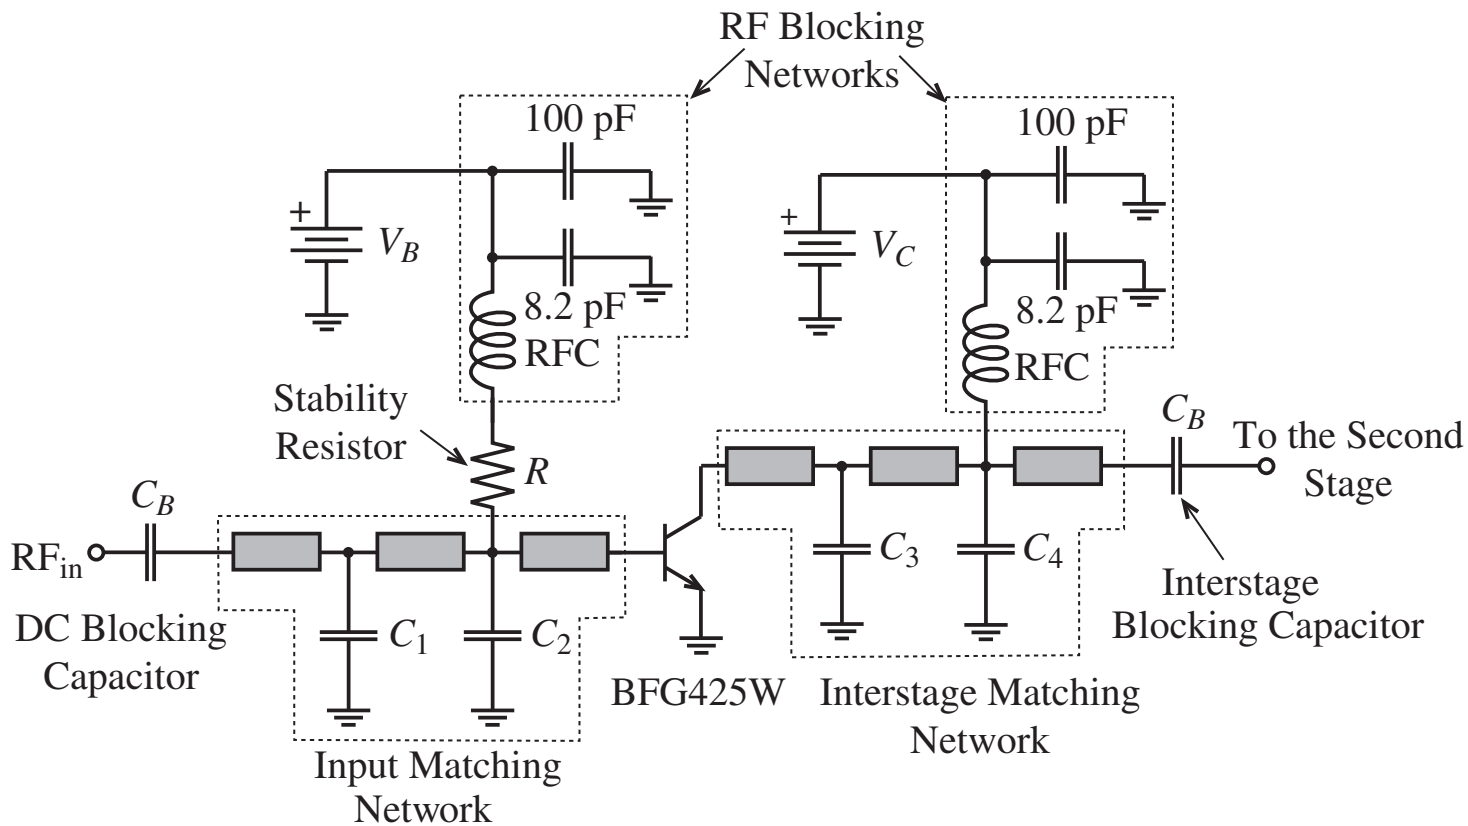 RF Blocking
Networks
100 pF
100 pF
+
V_B
+
V_C
8.2 pF
RFC
8.2 pF
RFC
Stability
Resistor
R
C_B
To the Second
Stage
C_B
RF_in
C_3
C_4
Interstage
Blocking Capacitor
DC Blocking
Capacitor
C_1
C_2
BFG425W
Interstage Matching
Network
Input Matching
Network